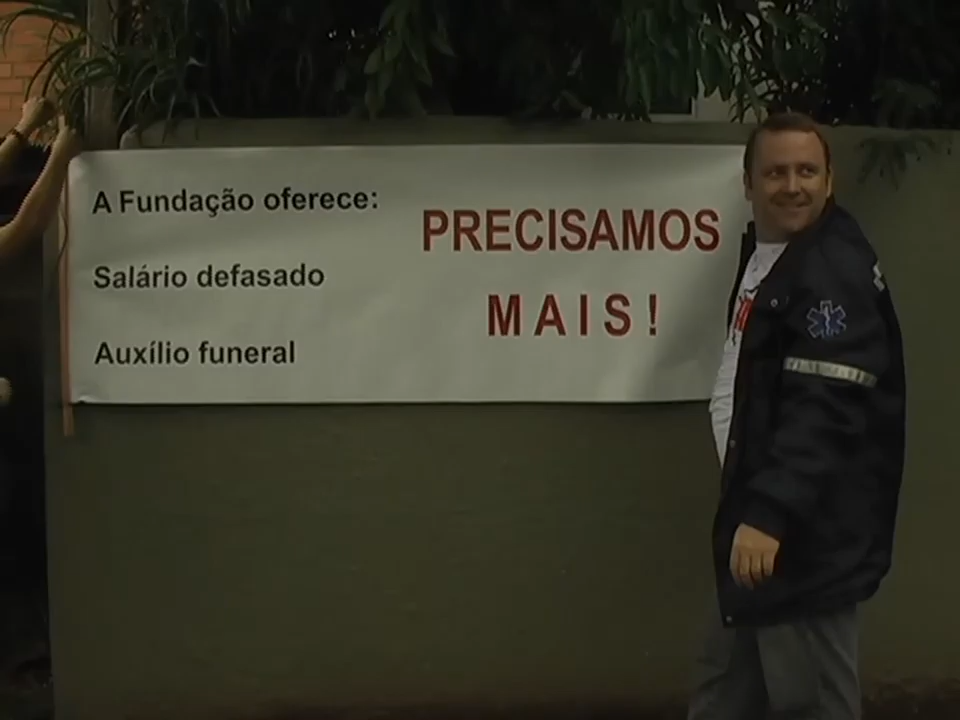 A Fundação oferece:
Salário defasado
Auxílio funeral
PRECISAMOS
MAIS!